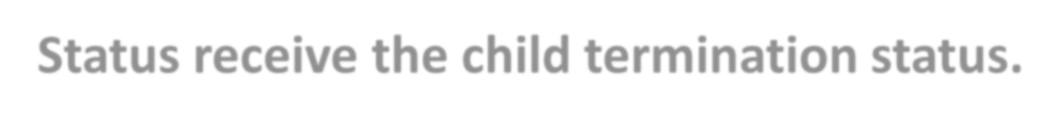 Status receive the child termination status.